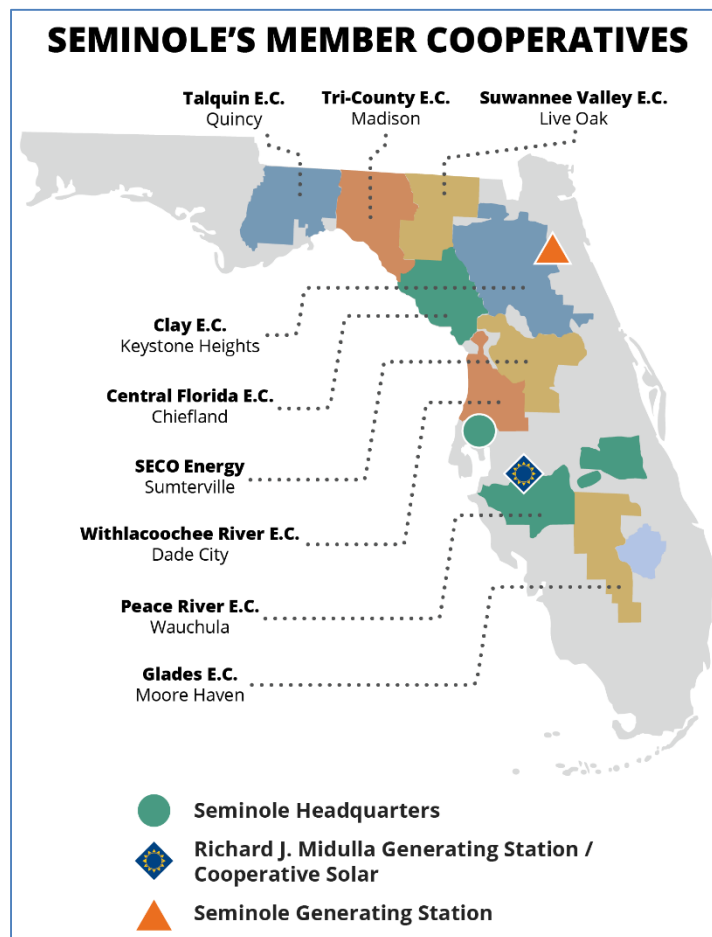 SEMINOLE'S MEMBER COOPERATIVES
Talquin E.C.
Quincy
Tri-County E.C.
Madison
Suwannee Valley E.C.
Live Oak
Clay E.C.
Keystone Heights
Central Florida E.C.
Chiefland
SECO Energy
Sumterville
Withlacoochee River E.C.
Dade City
Peace River E.C.
Wauchula
Glades E.C.
Moore Haven
Seminole Headquarters
Richard J. Midulla Generating Station /
Cooperative Solar
Seminole Generating Station